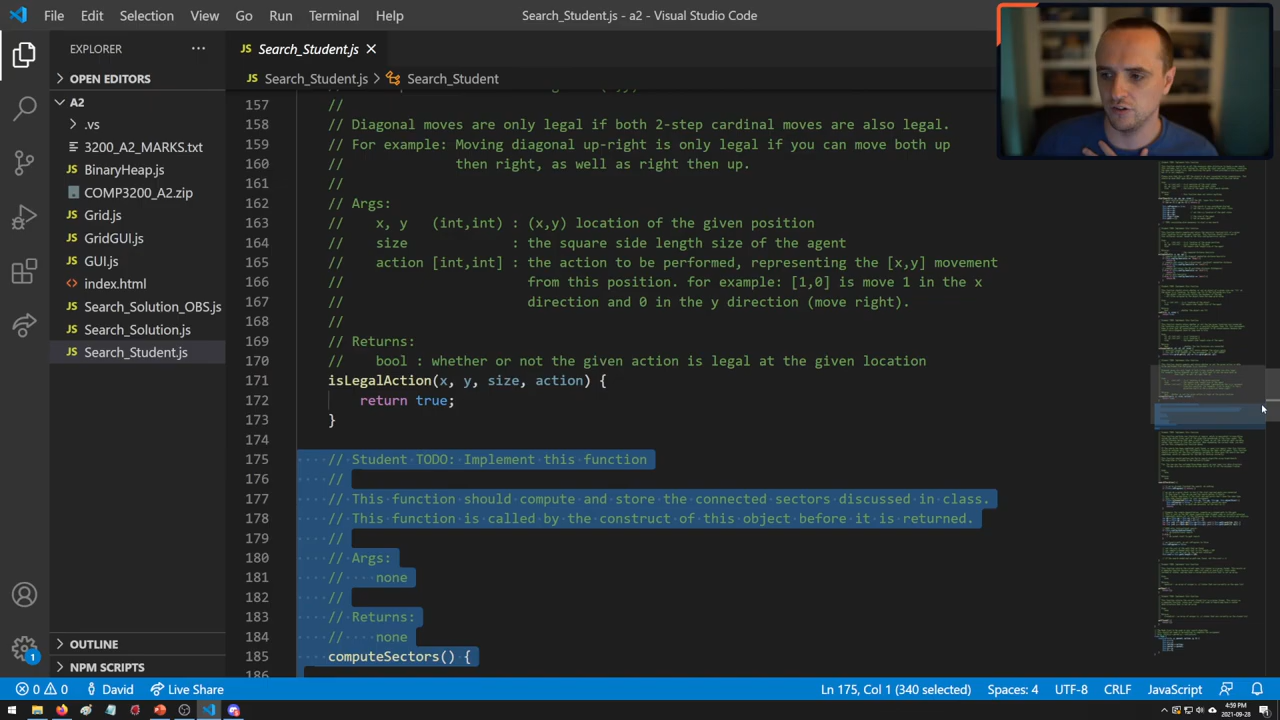 File Edit Selection View Go Run Terminal Help
Search_Student.js - a2 - Visual Studio Code
EXPLORER
OPEN EDITORS
A2
.vs
3200_A2_MARKS.txt
BinaryHeap.js
COMP3200_A2.zip
Grid.js
GridGUI.js
GUI.js
index.html
Search_Solution_OBS.js
Search_Solution.js
Search_Student.js
OUTLINE
NPM SCRIPTS
1
JS Search_Student.js
JS Search_Student.js > Search_Student
157 //
158 // Diagonal moves are only legal if both 2-step cardinal moves are also legal.
159 // For example: Moving diagonal up-right is only legal if you can move both up
160 // then right, as well as right then up.
161 //
162 // Args:
163 // x, y (int,int) : (x,y) location of the given position
164 // size : the square side length size of the agent
165 // action [int,int]: the action to be performed, representing the [x,y] movement
166 // from this position. for example: [1,0] is move +1 in the x
167 // direction and 0 in the y direction (move right)
168 //
169 // Returns:
170 // bool : whether or not the given action is legal at the given location
171 isLegalAction(x, y, size, action) {
172 return true;
173 }
174
175 // Student TODO: Implement this function
176 //
177 // This function should compute and store the connected sectors discussed in class.
178 // This function is called by the construct of this object before it is returned.
179 //
180 // Args:
181 // none
182 //
183 // Returns:
184 // none
185 computeSectors() {
186
0 0 David Live Share
Ln 175, Col 1 (340 selected) Spaces: 4 UTF-8 CRLF JavaScript
4:59 PM
2021-09-28